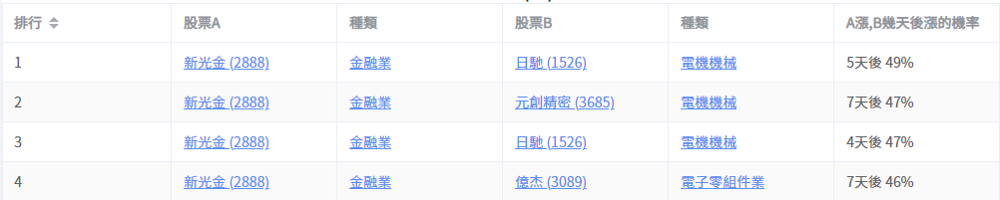 排行 股票A 種類 股票B 種類 A漲,B幾天後漲的機率
1 新光金 (2888) 金融業 日馳 (1526) 電機機械 5天後 49%
2 新光金 (2888) 金融業 元創精密 (3685) 電機機械 7天後 47%
3 新光金 (2888) 金融業 日馳 (1526) 電機機械 4天後 47%
4 新光金 (2888) 金融業 億杰 (3089) 電子零組件業 7天後 46%